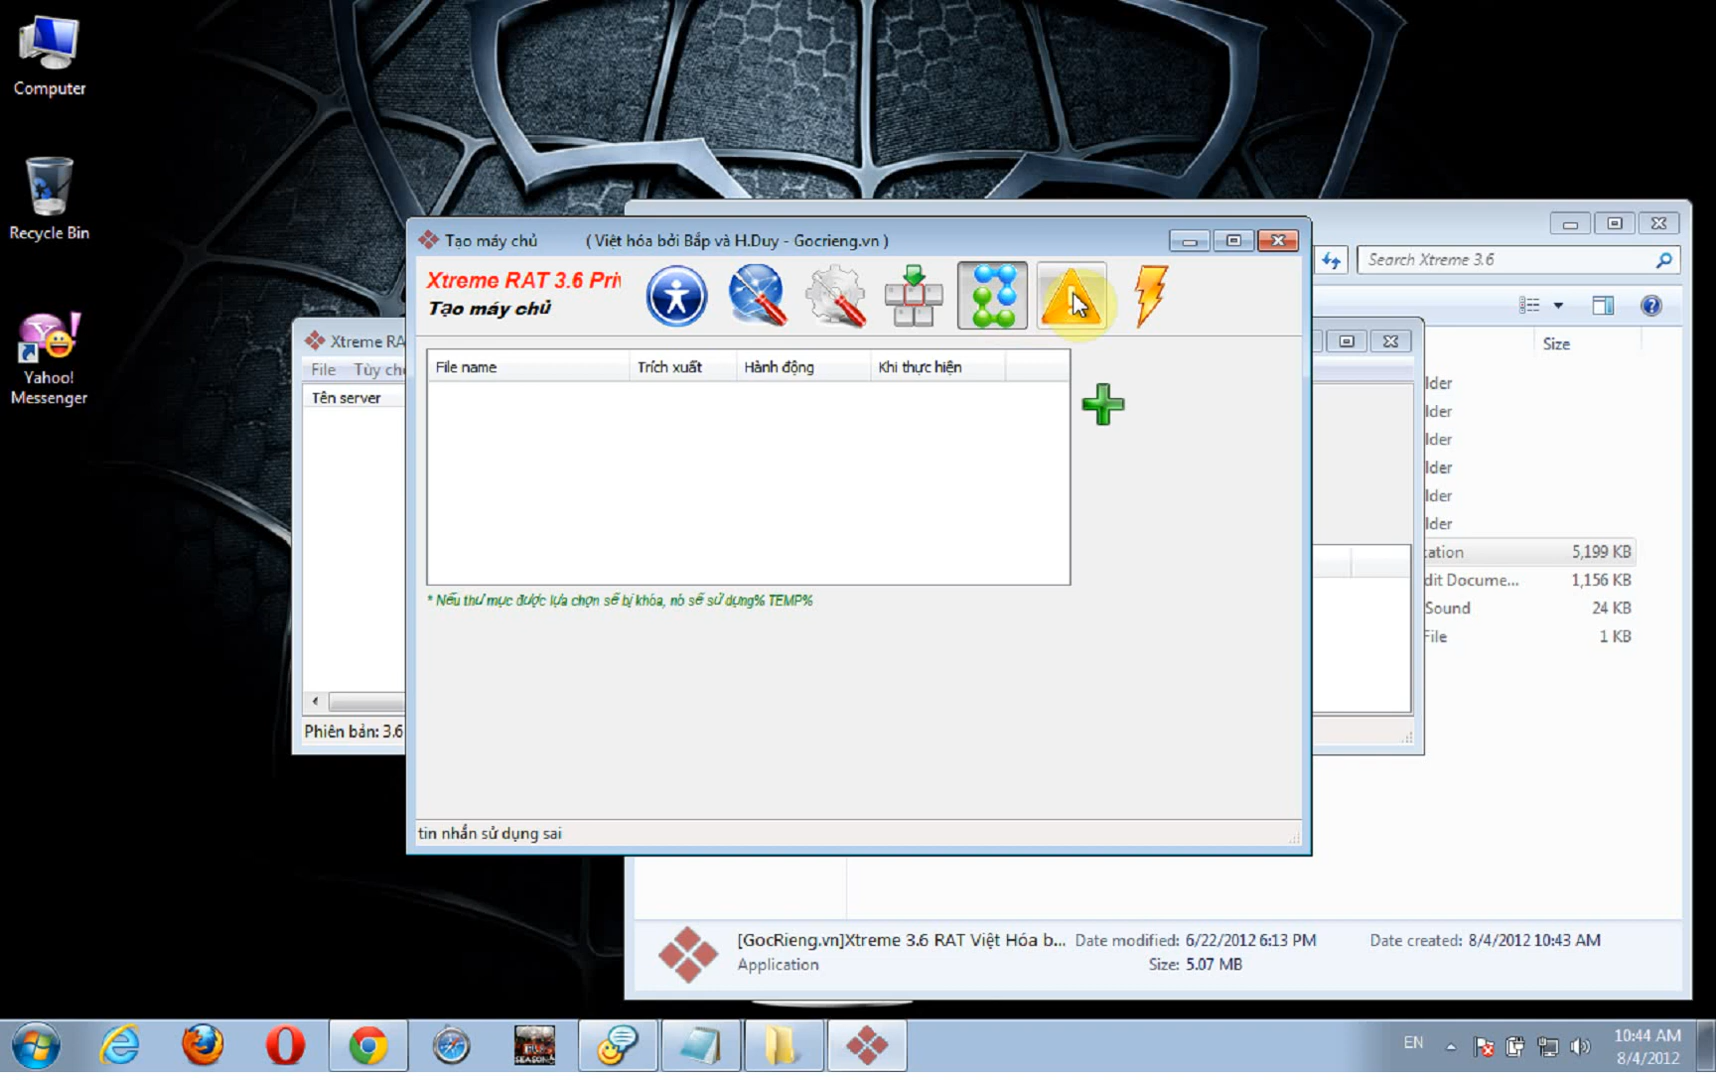 Computer
Recycle Bin
Yahoo!
Messenger
Search Xtreme 3.6
Size
lder
lder
lder
lder
lder
lder
ation 5,199 KB
dit Docume... 1,156 KB
Sound 24 KB
File 1 KB
Xtreme RA
File Tùy chọ
Tên server
Phiên bản: 3.6
Tạo máy chủ ( Việt hóa bởi Bắp và H.Duy - Gocrieng.vn )
Xtreme RAT 3.6 Priv
Tạo máy chủ
File name Trích xuất Hành động Khi thực hiện
* Nếu thư mục được lựa chọn sẽ bị khóa, nó sẽ sử dụng% TEMP%
tin nhắn sử dụng sai
[GocRieng.vn]Xtreme 3.6 RAT Việt Hóa b... Date modified: 6/22/2012 6:13 PM Date created: 8/4/2012 10:43 AM
Application Size: 5.07 MB
SEASON
EN
10:44 AM
8/4/2012